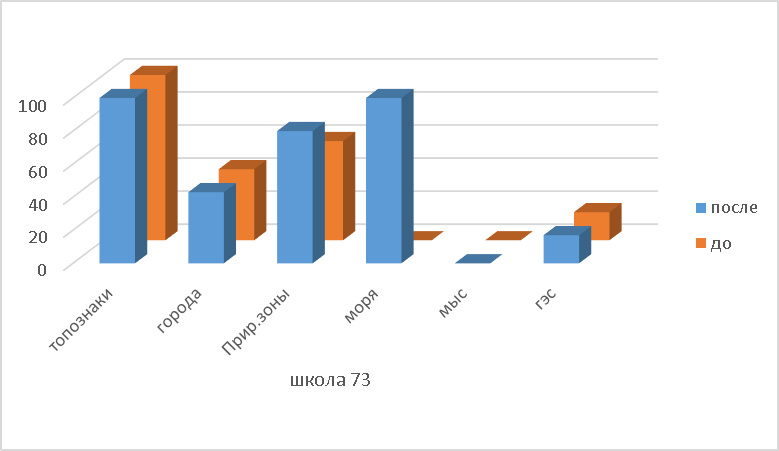 100
80
60
40
20
0
топознаки
города
Прир.зоны
моря
мыс
гэс
школа 73
после
до